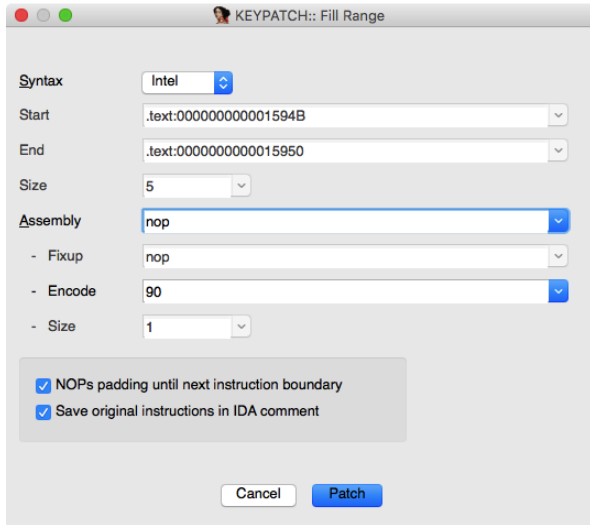 KEYPATCH:: Fill Range
Syntax Intel
Start .text:000000000001594B
End .text:0000000000015950
Size 5
Assembly nop
- Fixup nop
- Encode 90
- Size 1
NOPs padding until next instruction boundary
Save original instructions in IDA comment
Cancel Patch